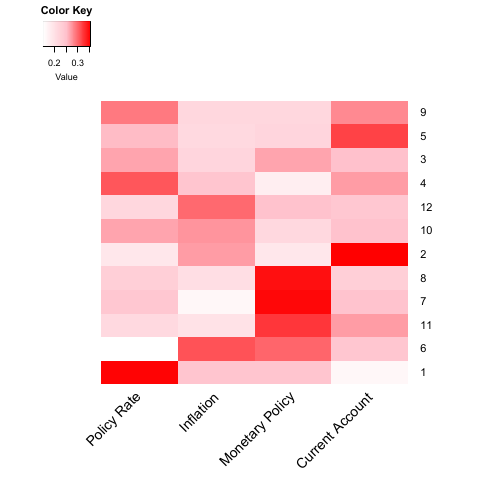 Color Key
0.2 0.3
Value
9
5
3
4
12
10
2
8
7
11
6
1
Policy Rate
Inflation
Monetary Policy
Current Account